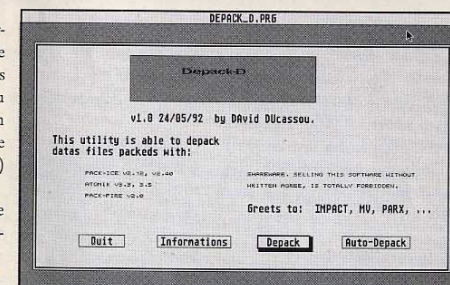 DEPACK_D.PRG
Depack-D
v1.0 24/05/92 by DAvid DUcassou.
This utility is able to depack
datas files packeds with:
PACK-ICE v2.12, v2.40
ATOMIK v3.3, 3.5
PACK-FIRE v2.0
SHAREWARE. SELLING THIS SOFTWARE WITHOUT
WRITTEN AGREE, IS TOTALLY FORBIDDEN.
Greets to: IMPACT, MV, PARX, ...
Quit
Informations
Depack
Auto-Depack